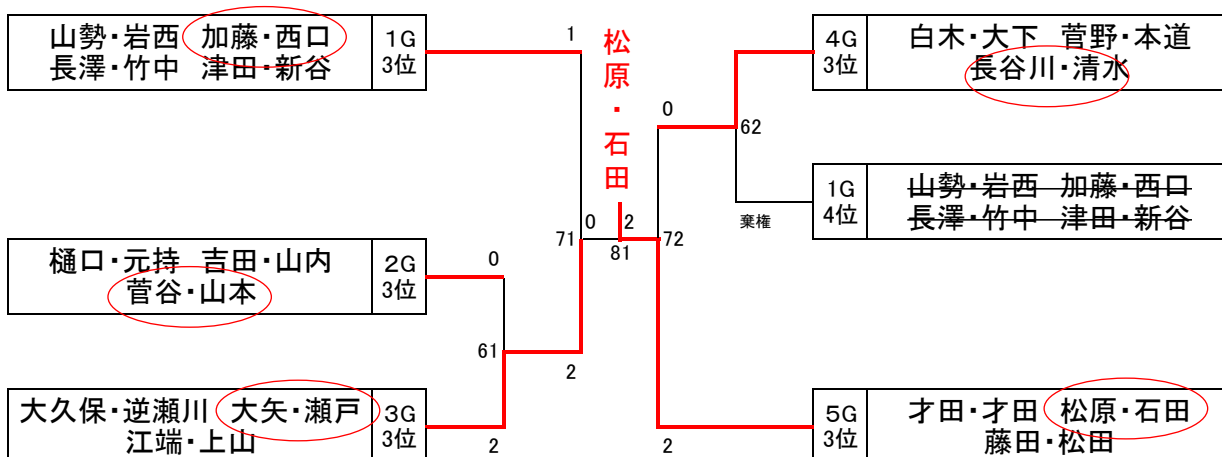 山勢・岩西 加藤・西口
長澤・竹中 津田・新谷
1G
3位
1
松原・石田
4G
3位
白木・大下 菅野・本道
長谷川・清水
0
62
1G
4位
山勢・岩西 加藤・西口
長澤・竹中 津田・新谷
棄権
樋口・元持 吉田・山内
菅谷・山本
2G
3位
0
71
0
2
81
72
61
2
大久保・逆瀬川 大矢・瀬戸
江端・上山
3G
3位
2
2
5G
3位
才田・才田 松原・石田
藤田・松田